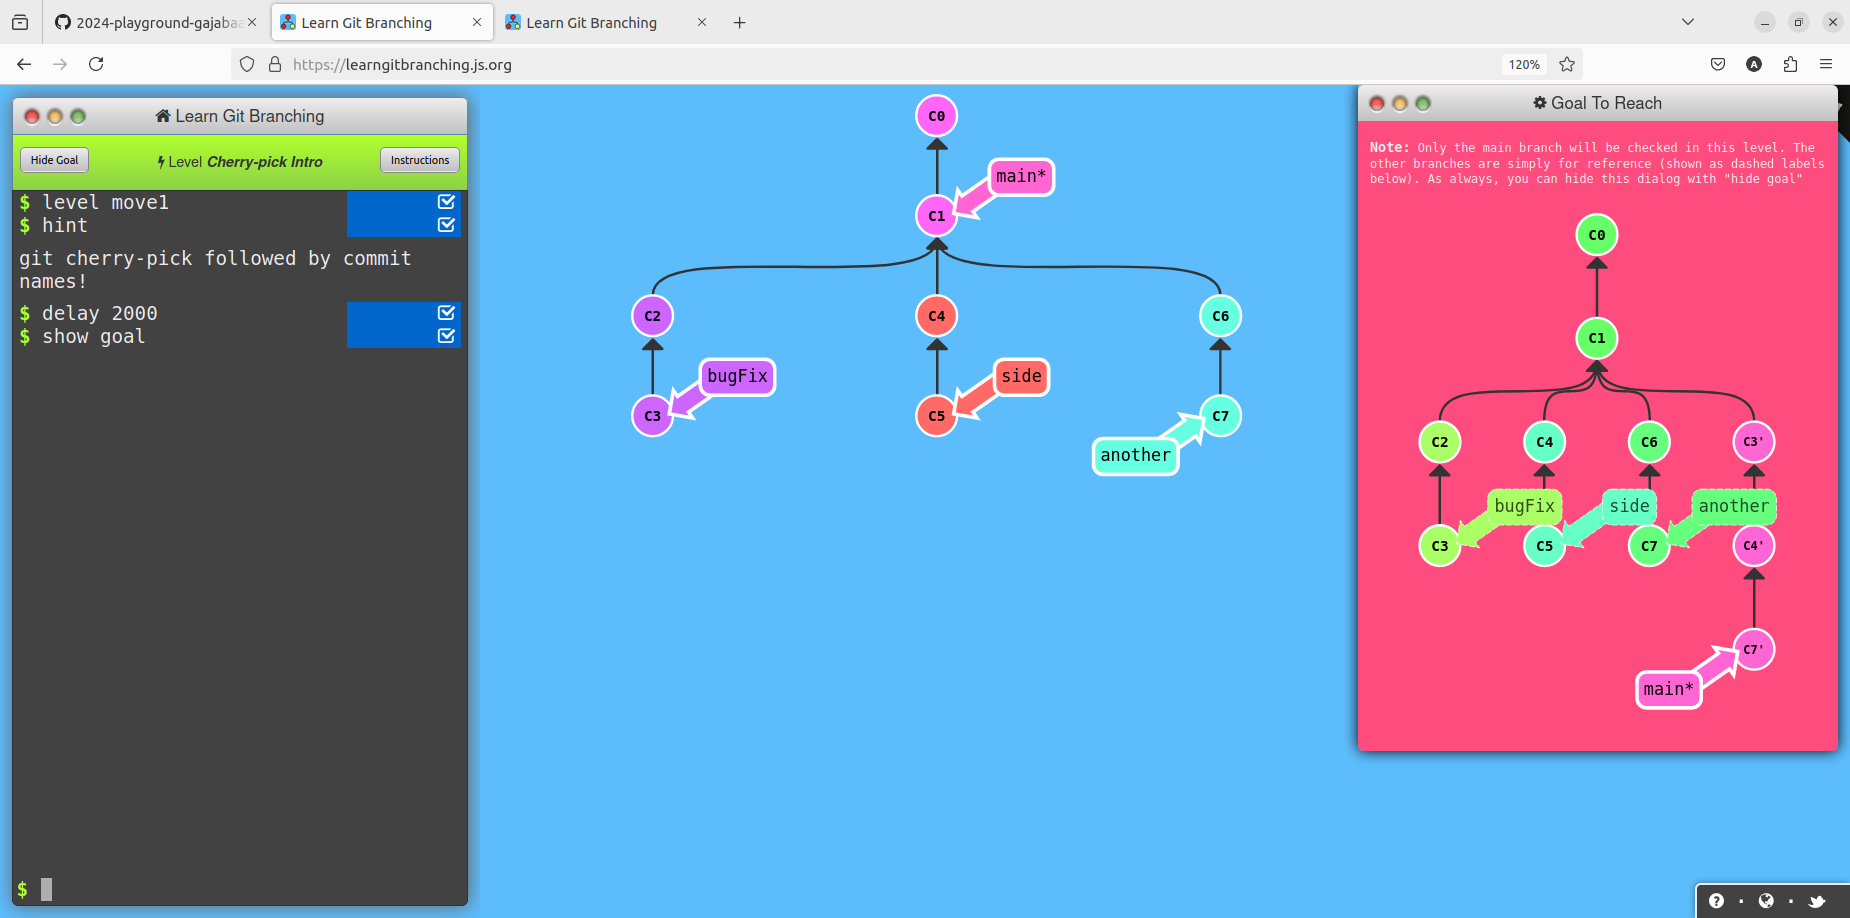 2024-playground-gajaba
Learn Git Branching
Learn Git Branching
https://learngitbranching.js.org
120%
A
Learn Git Branching
Hide Goal
Level Cherry-pick Intro
Instructions
$ level move1
$ hint
git cherry-pick followed by commit
names!
$ delay 2000
$ show goal
$
C0
main*
C1
C2
C4
C6
bugFix
side
C3
C5
C7
another
Goal To Reach
Note: Only the main branch will be checked in this level. The
other branches are simply for reference (shown as dashed labels
below). As always, you can hide this dialog with "hide goal"
C0
C1
C2
C4
C6
C3'
bugFix
side
another
C3
C5
C7
C4'
C7'
main*